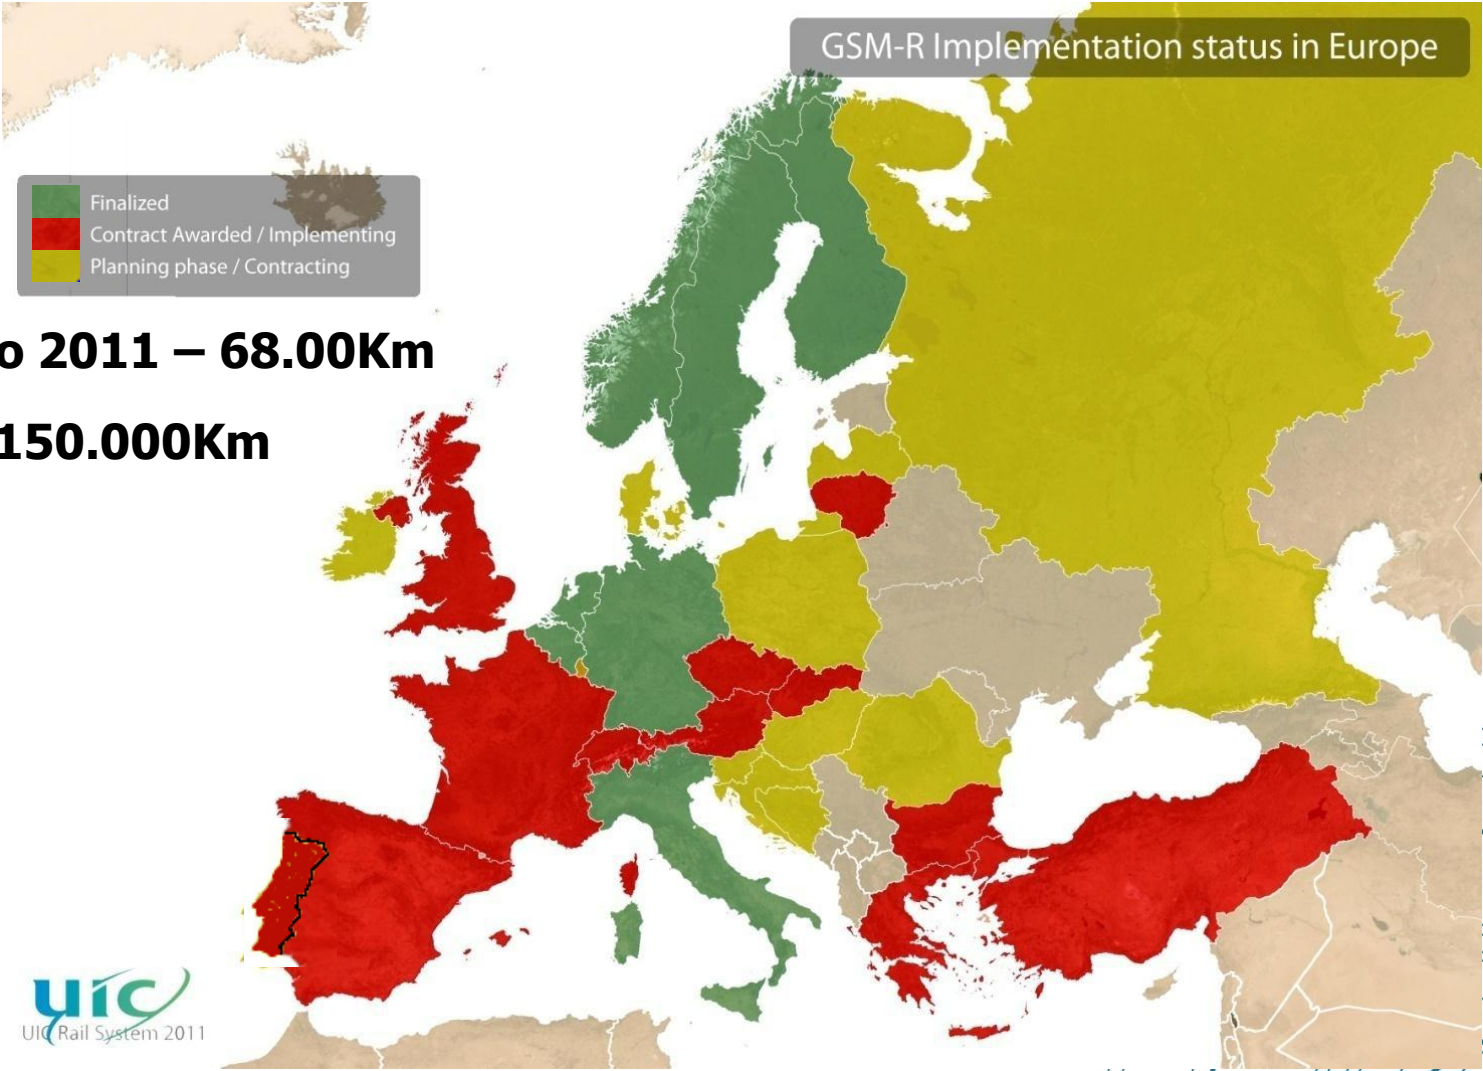 GSM-R Implementation status in Europe
Finalized
Contract Awarded / Implementing
Planning phase / Contracting
o 2011 – 68.00Km
150.000Km
uic
UIC Rail System 2011